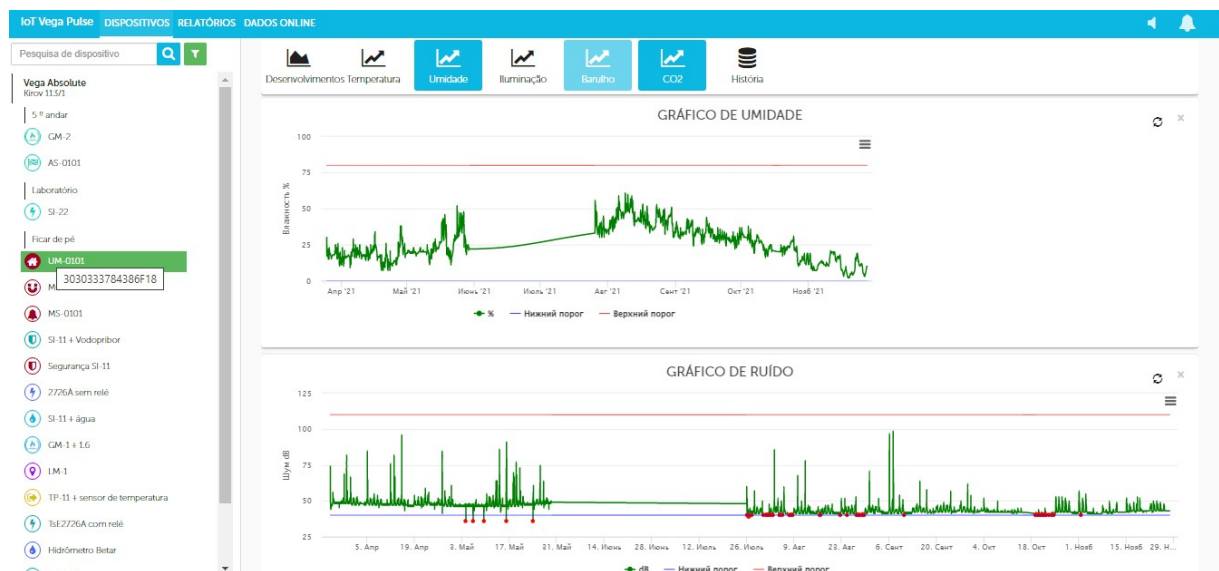 IoT Vega Pulse DISPOSITIVOS RELATÓRIOS DADOS ONLINE
Pesquisa de dispositivo
Vega Absolute
Kirov 113/1
5 º andar
GM-2
AS-0101
Laboratório
SI-22
Ficar de pé
UM-0101
3030333784386F18
M
MS-0101
SI-11 + Vodopribor
Segurança SI-11
2726A sem relé
SI-11 + água
GM-1 + 1.6
LM-1
TP-11 + sensor de temperatura
TsE2726A com relé
Hidrômetro Betar
Desenvolvimentos Temperatura Umidade Iluminação Barulho CO2 História
GRÁFICO DE UMIDADE
Влажность %
100
75
50
25
0
Апр '21 Май '21 Июнь '21 Июль '21 Авг '21 Сент '21 Окт '21 Нояб '21
% Нижний порог Верхний порог
GRÁFICO DE RUÍDO
Шум dB
125
100
75
50
25
5. Апр 19. Апр 3. Май 17. Май 31. Май 14. Июнь 28. Июнь 12. Июль 26. Июль 9. Авг 23. Авг 6. Сент 20. Сент 4. Окт 18. Окт 1. Нояб 15. Нояб 29. Н...
dB Нижний порог Верхний порог